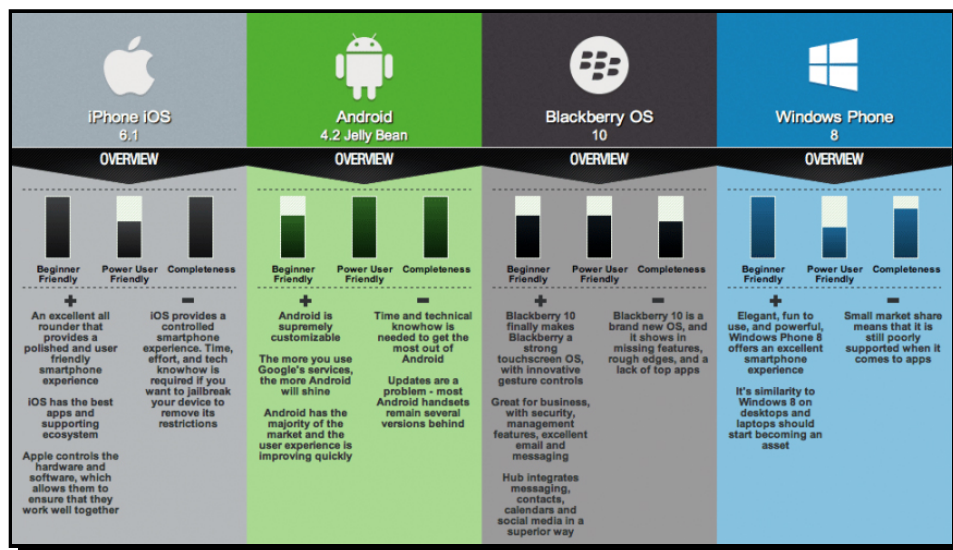 iPhone iOS
6.1
OVERVIEW
Beginner
Friendly
Power User
Friendly
Completeness
+
An excellent all
rounder that
provides a
polished and user
friendly
smartphone
experience
iOS has the best
apps and
supporting
ecosystem
Apple controls the
hardware and
software, which
allows them to
ensure that they
work well together
-
iOS provides a
controlled
smartphone
experience. Time,
effort, and tech
knowhow is
required if you
want to jailbreak
your device to
remove its
restrictions
Android
4.2 Jelly Bean
OVERVIEW
Beginner
Friendly
Power User
Friendly
Completeness
+
Android is
supremely
customizable
The more you use
Google's services,
the more Android
will shine
Android has the
majority of the
market and the
user experience is
improving quickly
-
Time and technical
knowhow is
needed to get the
most out of
Android
Updates are a
problem - most
Android handsets
remain several
versions behind
Blackberry OS
10
OVERVIEW
Beginner
Friendly
Power User
Friendly
Completeness
+
Blackberry 10
finally makes
Blackberry a
strong
touchscreen OS,
with innovative
gesture controls
Great for business,
with security,
management
features, excellent
email and
messaging
Hub integrates
messaging,
contacts,
calendars and
social media in a
superior way
-
Blackberry 10 is a
brand new OS, and
it shows in
missing features,
rough edges, and a
lack of top apps
Windows Phone
8
OVERVIEW
Beginner
Friendly
Power User
Friendly
Completeness
+
Elegant, fun to
use, and powerful,
Windows Phone 8
offers an excellent
smartphone
experience
It's similarity to
Windows 8 on
desktops and
laptops should
start becoming an
asset
-
Small market share
means that it is
still poorly
supported when it
comes to apps